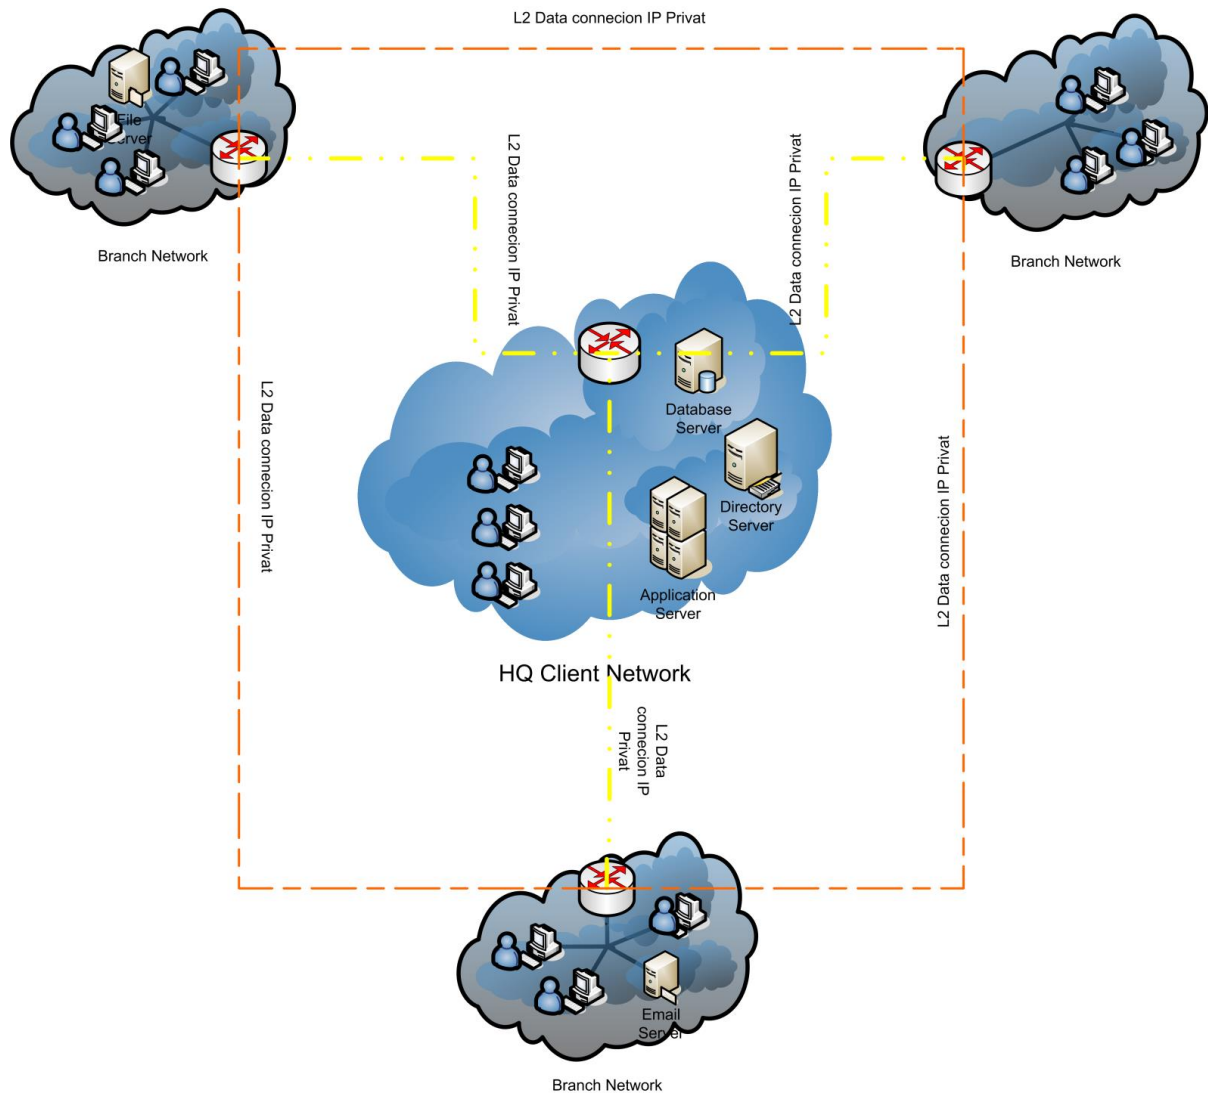 L2 Data connecion IP Privat
File
Server
Branch Network
L2 Data connecion IP Privat
L2 Data connecion IP Privat
Branch Network
Database
Server
Directory
Server
Application
Server
L2 Data connecion IP Privat
L2 Data connecion IP Privat
HQ Client Network
L2 Data
connecion IP
Privat
Email
Server
Branch Network